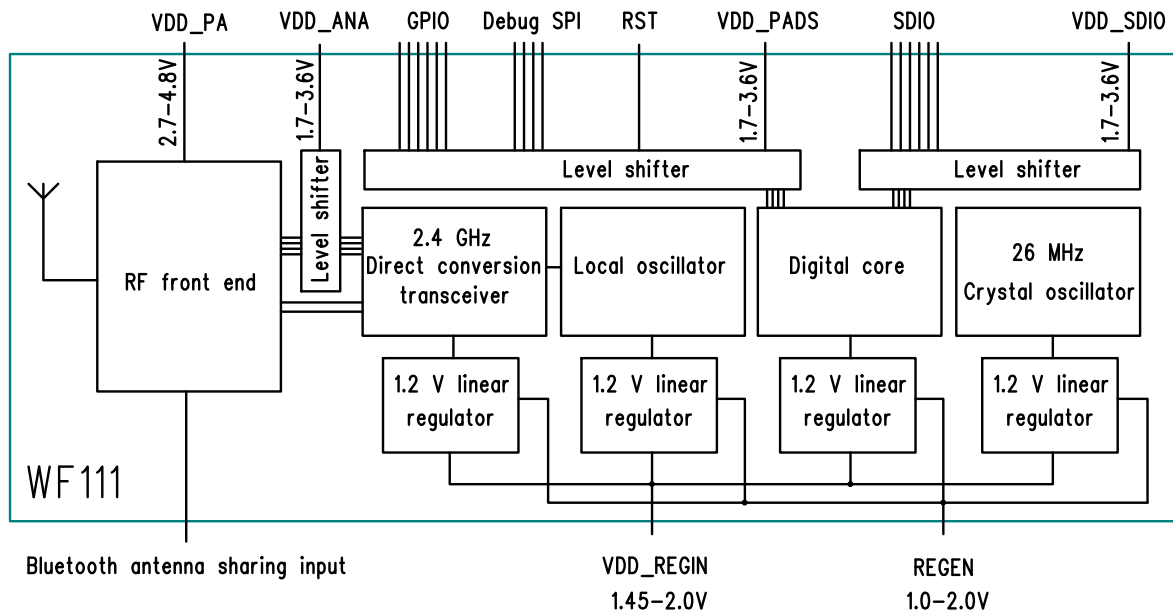 VDD_PA
VDD_ANA
GPIO
Debug SPI
RST
VDD_PADS
SDIO
VDD_SDIO
2.7-4.8V
1.7-3.6V
1.7-3.6V
1.7-3.6V
Level shifter
Level shifter
Level shifter
RF front end
2.4 GHz
Direct conversion
transceiver
Local oscillator
Digital core
26 MHz
Crystal oscillator
1.2 V linear
regulator
1.2 V linear
regulator
1.2 V linear
regulator
1.2 V linear
regulator
WF111
Bluetooth antenna sharing input
VDD_REGIN
1.45-2.0V
REGEN
1.0-2.0V